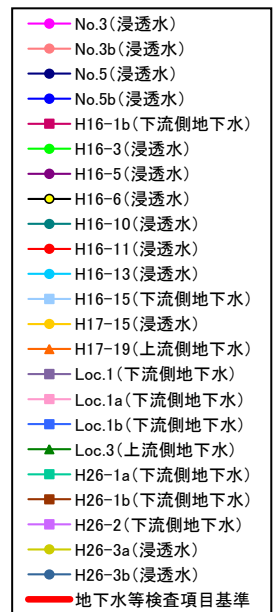 No.3(浸透水)
No.3b(浸透水)
No.5(浸透水)
No.5b(浸透水)
H16-1b(下流側地下水)
H16-3(浸透水)
H16-5(浸透水)
H16-6(浸透水)
H16-10(浸透水)
H16-11(浸透水)
H16-13(浸透水)
H16-15(下流側地下水)
H17-15(浸透水)
H17-19(上流側地下水)
Loc.1(下流側地下水)
Loc.1a(下流側地下水)
Loc.1b(下流側地下水)
Loc.3(上流側地下水)
H26-1a(下流側地下水)
H26-1b(下流側地下水)
H26-2(下流側地下水)
H26-3a(浸透水)
H26-3b(浸透水)
地下水等検査項目基準